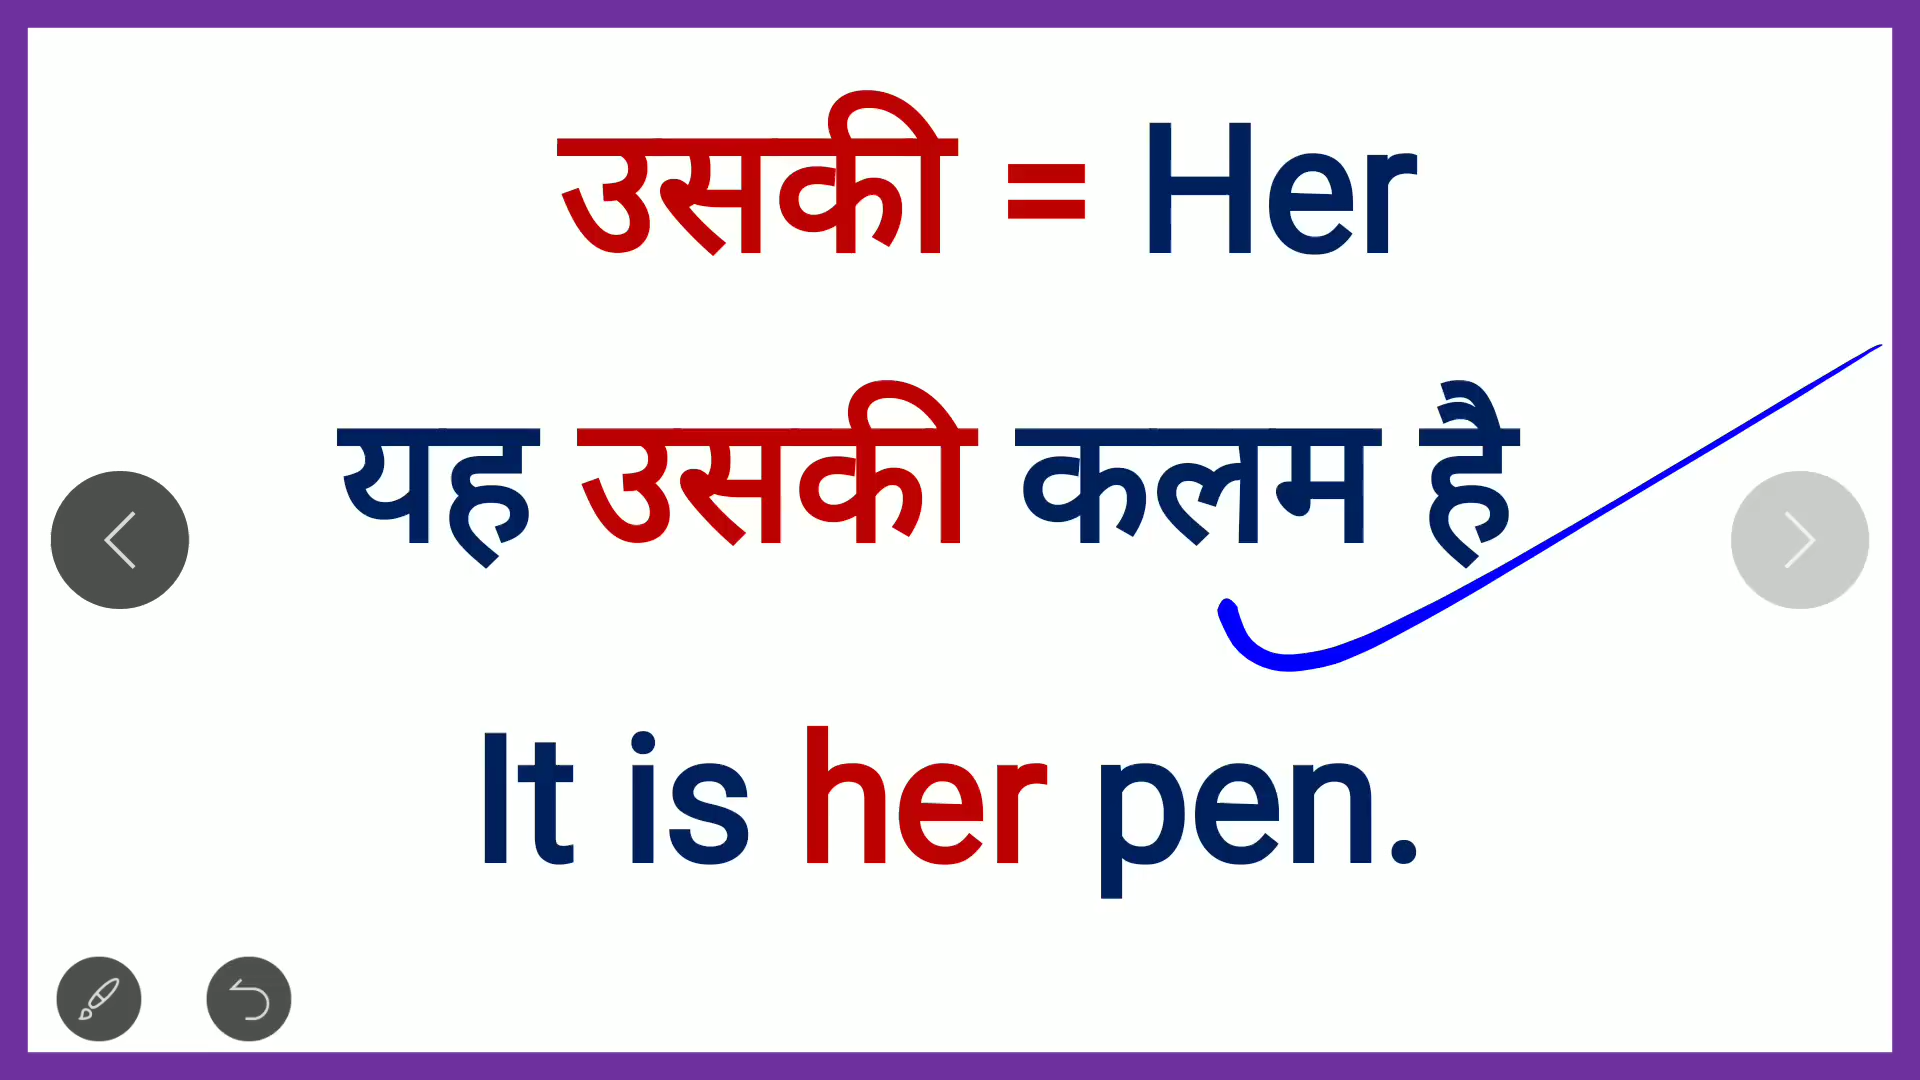 उसकी = Her
यह उसकी कलम है
It is her pen.